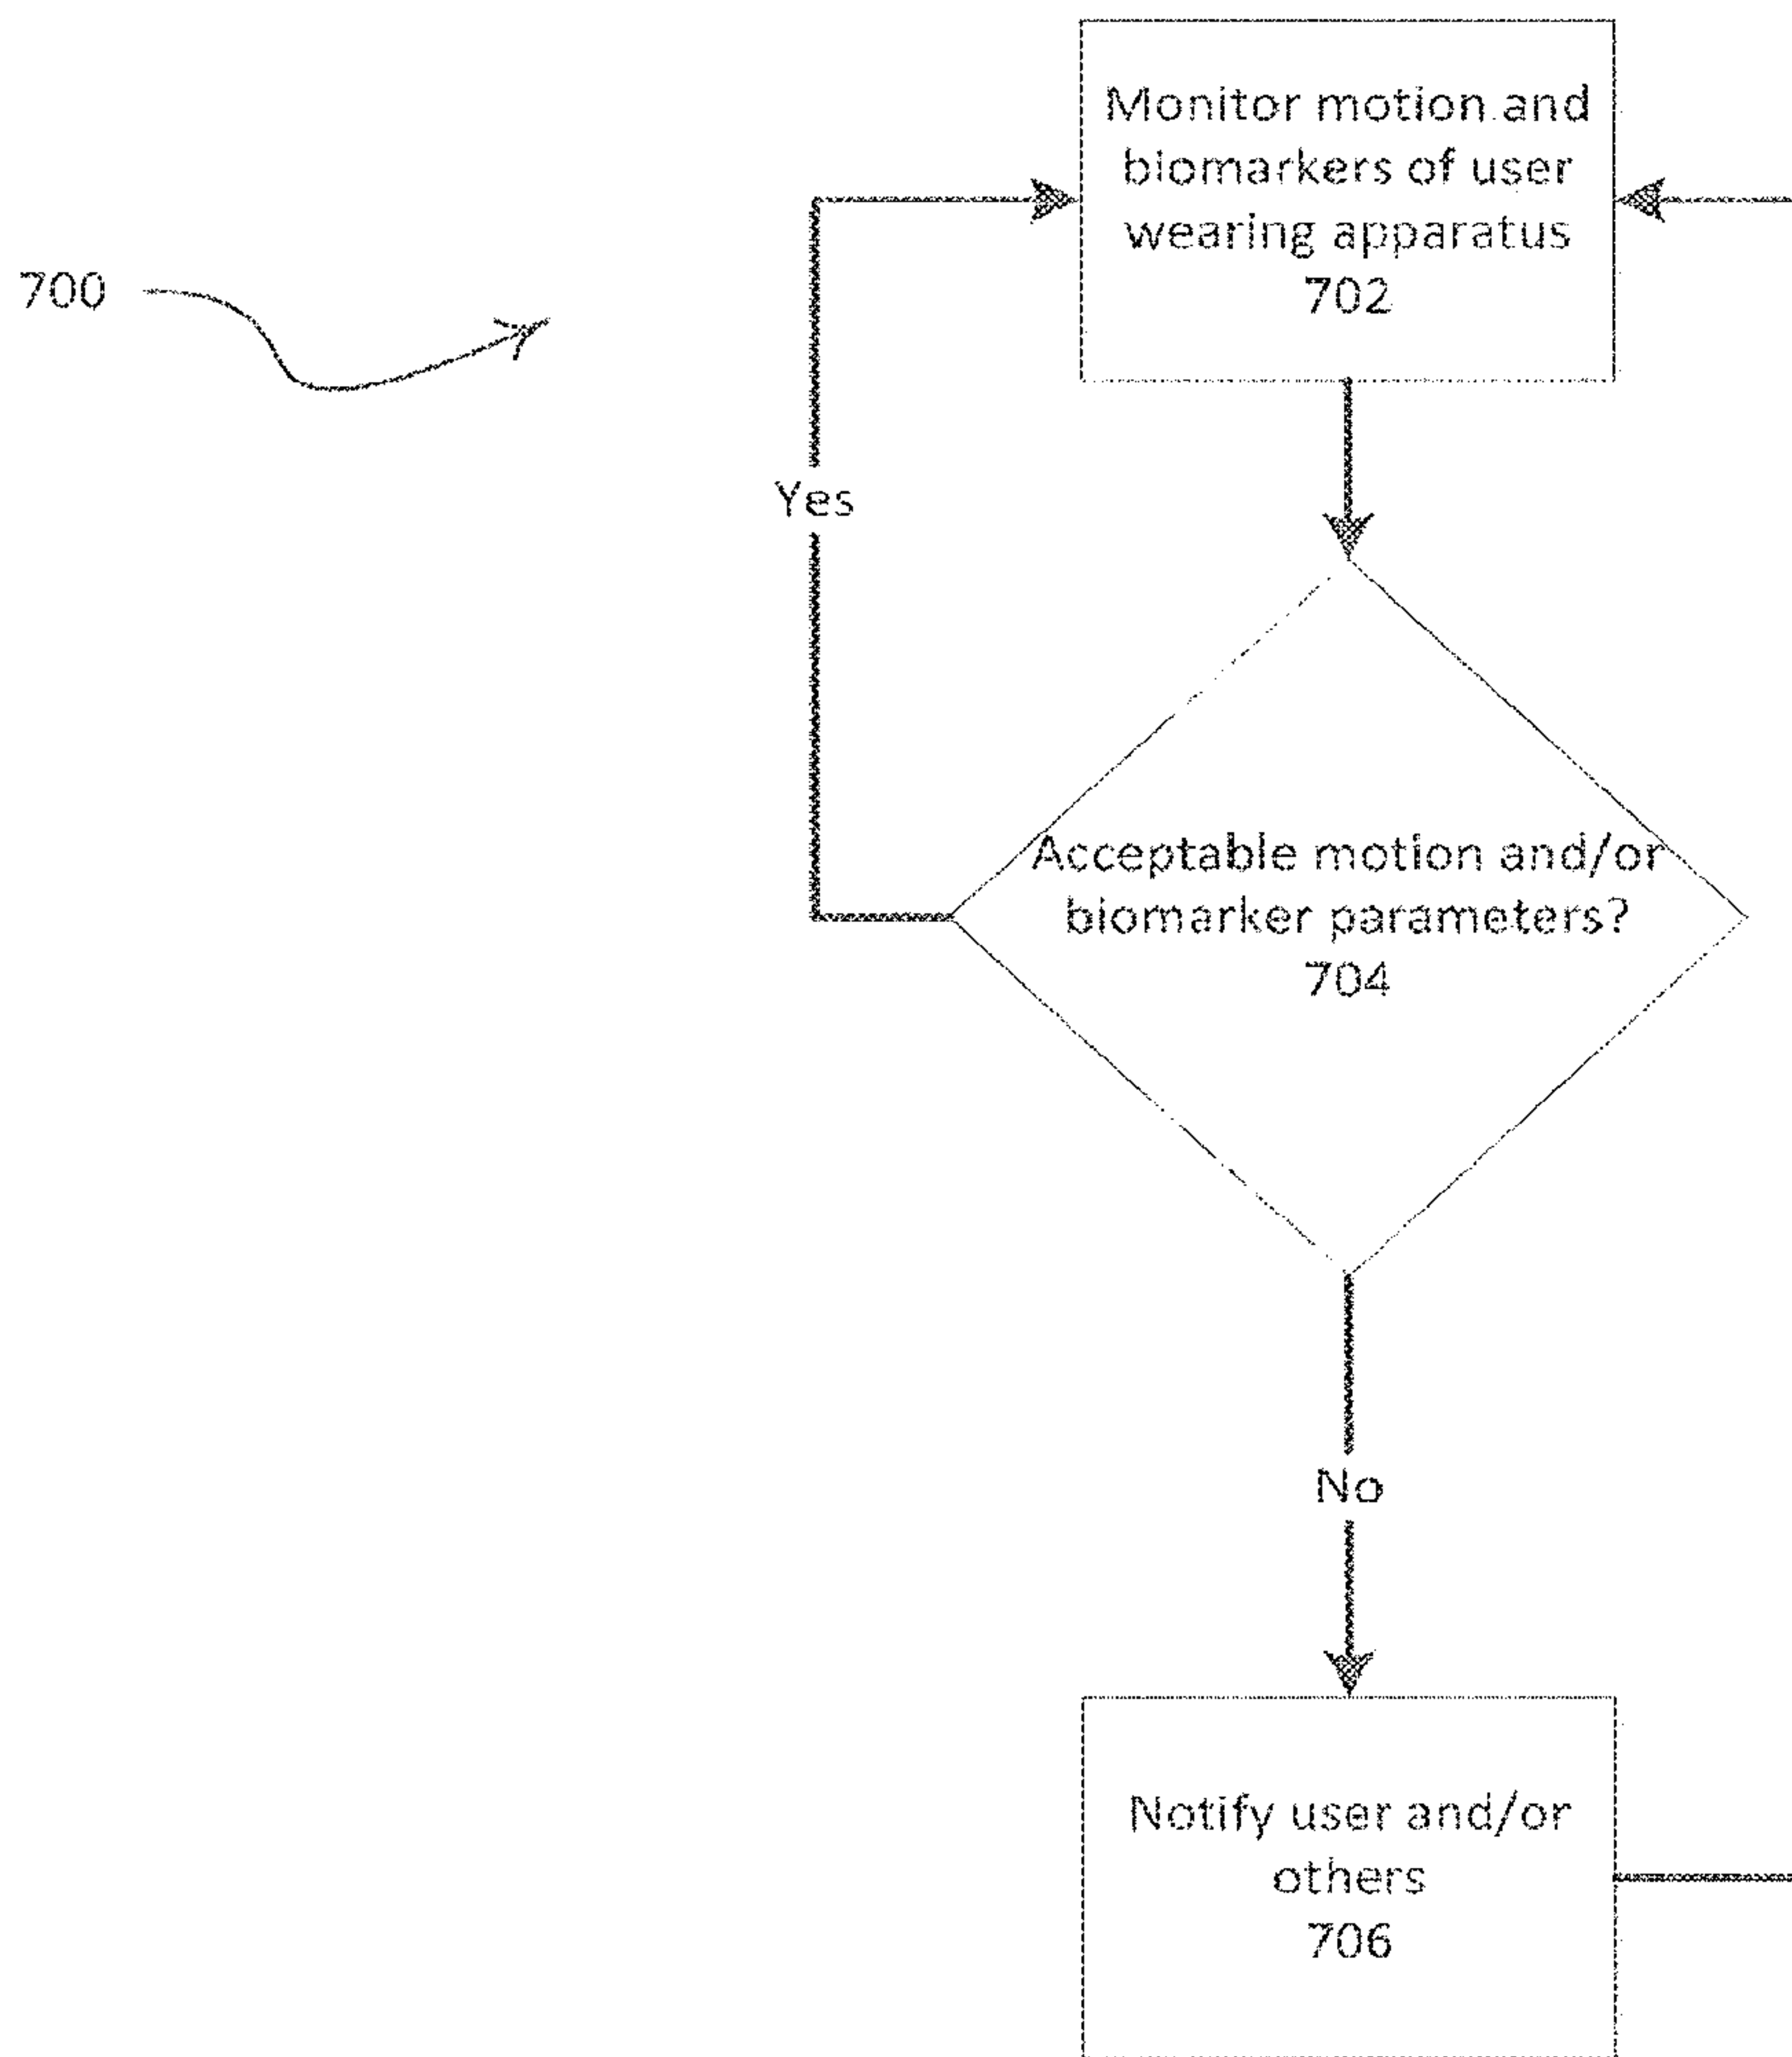 Monitor motion and
biomarkers of user
wearing apparatus
702
700
Yes
Acceptable motion and/or
biomarker parameters?
704
No
Notify user and/or
others
706